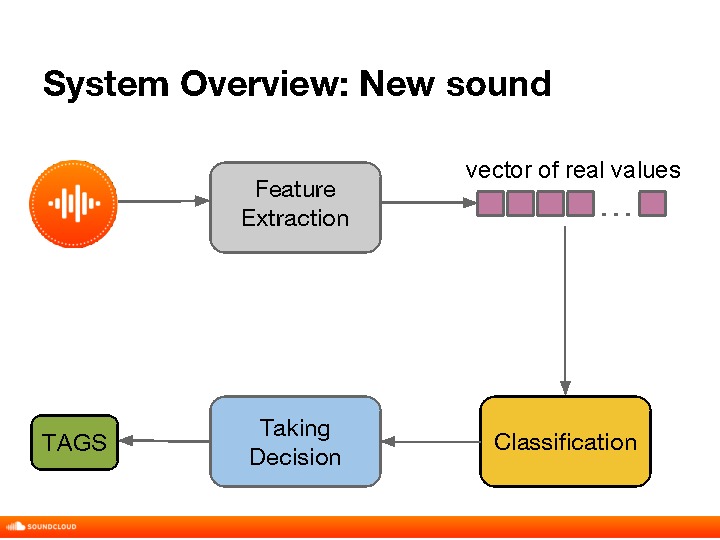 System Overview: New sound
vector of real values
Feature
Extraction
...
Taking
Decision
TAGS
Classification
SOUNDCLOUD